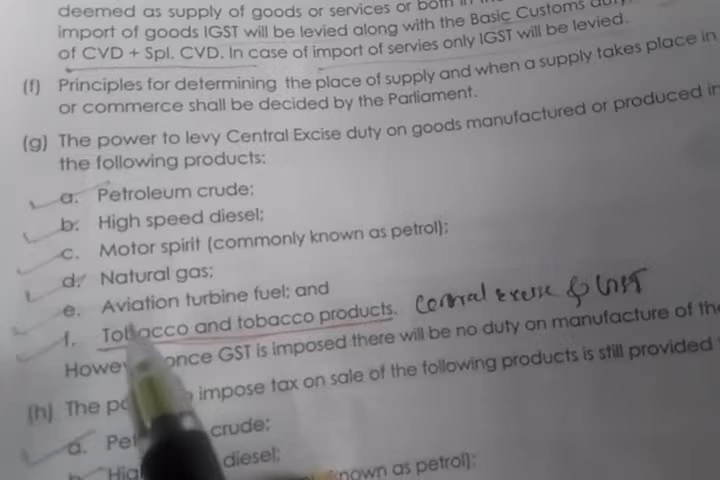 deemed as supply of goods or services or both in
import of goods IGST will be levied along with the Basic Customs duty
of CVD + Spl. CVD. In case of import of servies only IGST will be levied.
(f) Principles for determining the place of supply and when a supply takes place in
or commerce shall be decided by the Parliament.
(g) The power to levy Central Excise duty on goods manufactured or produced in
the following products:
a. Petroleum crude;
b. High speed diesel;
c. Motor spirit (commonly known as petrol);
d. Natural gas;
e. Aviation turbine fuel; and
f. Tobacco and tobacco products. Central excise & GST
once GST is imposed there will be no duty on manufacture of the
(h) The impose tax on sale of the following products is still provided
a. crude;
diesel;
known as petrol);